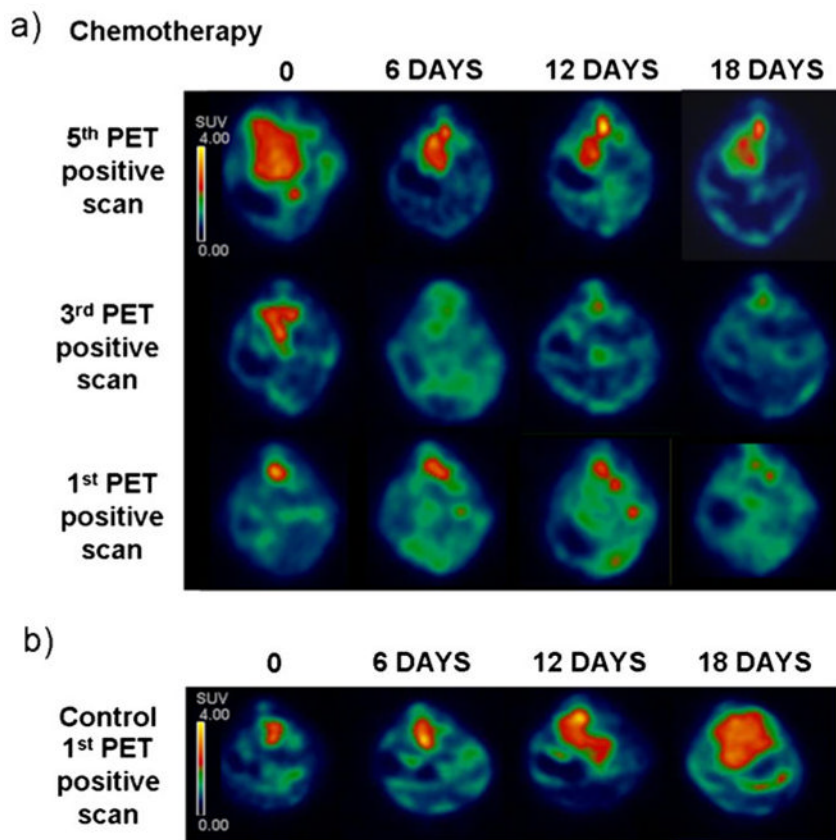 a) Chemotherapy
0 6 DAYS 12 DAYS 18 DAYS
5th PET
positive
scan
SUV
4.00
0.00
3rd PET
positive
scan
1st PET
positive
scan
b)
0 6 DAYS 12 DAYS 18 DAYS
Control
1st PET
positive
scan
SUV
4.00
0.00